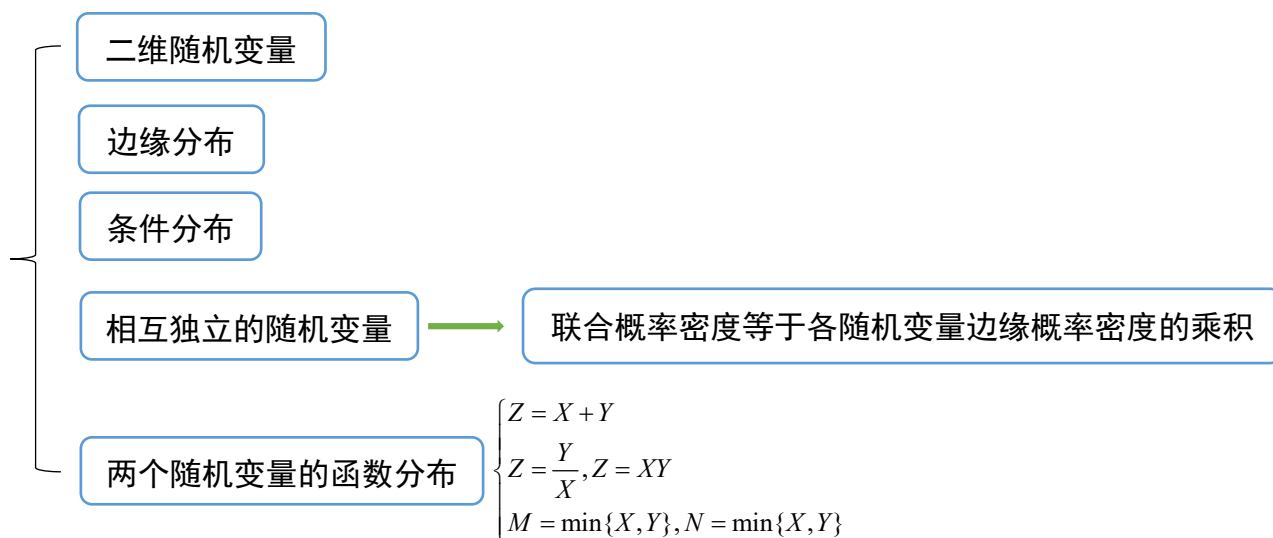 二维随机变量
边缘分布
条件分布
相互独立的随机变量
联合概率密度等于各随机变量边缘概率密度的乘积
两个随机变量的函数分布
Z = X + Y
Z = Y/X, Z = XY
M = min{X,Y}, N = min{X,Y}